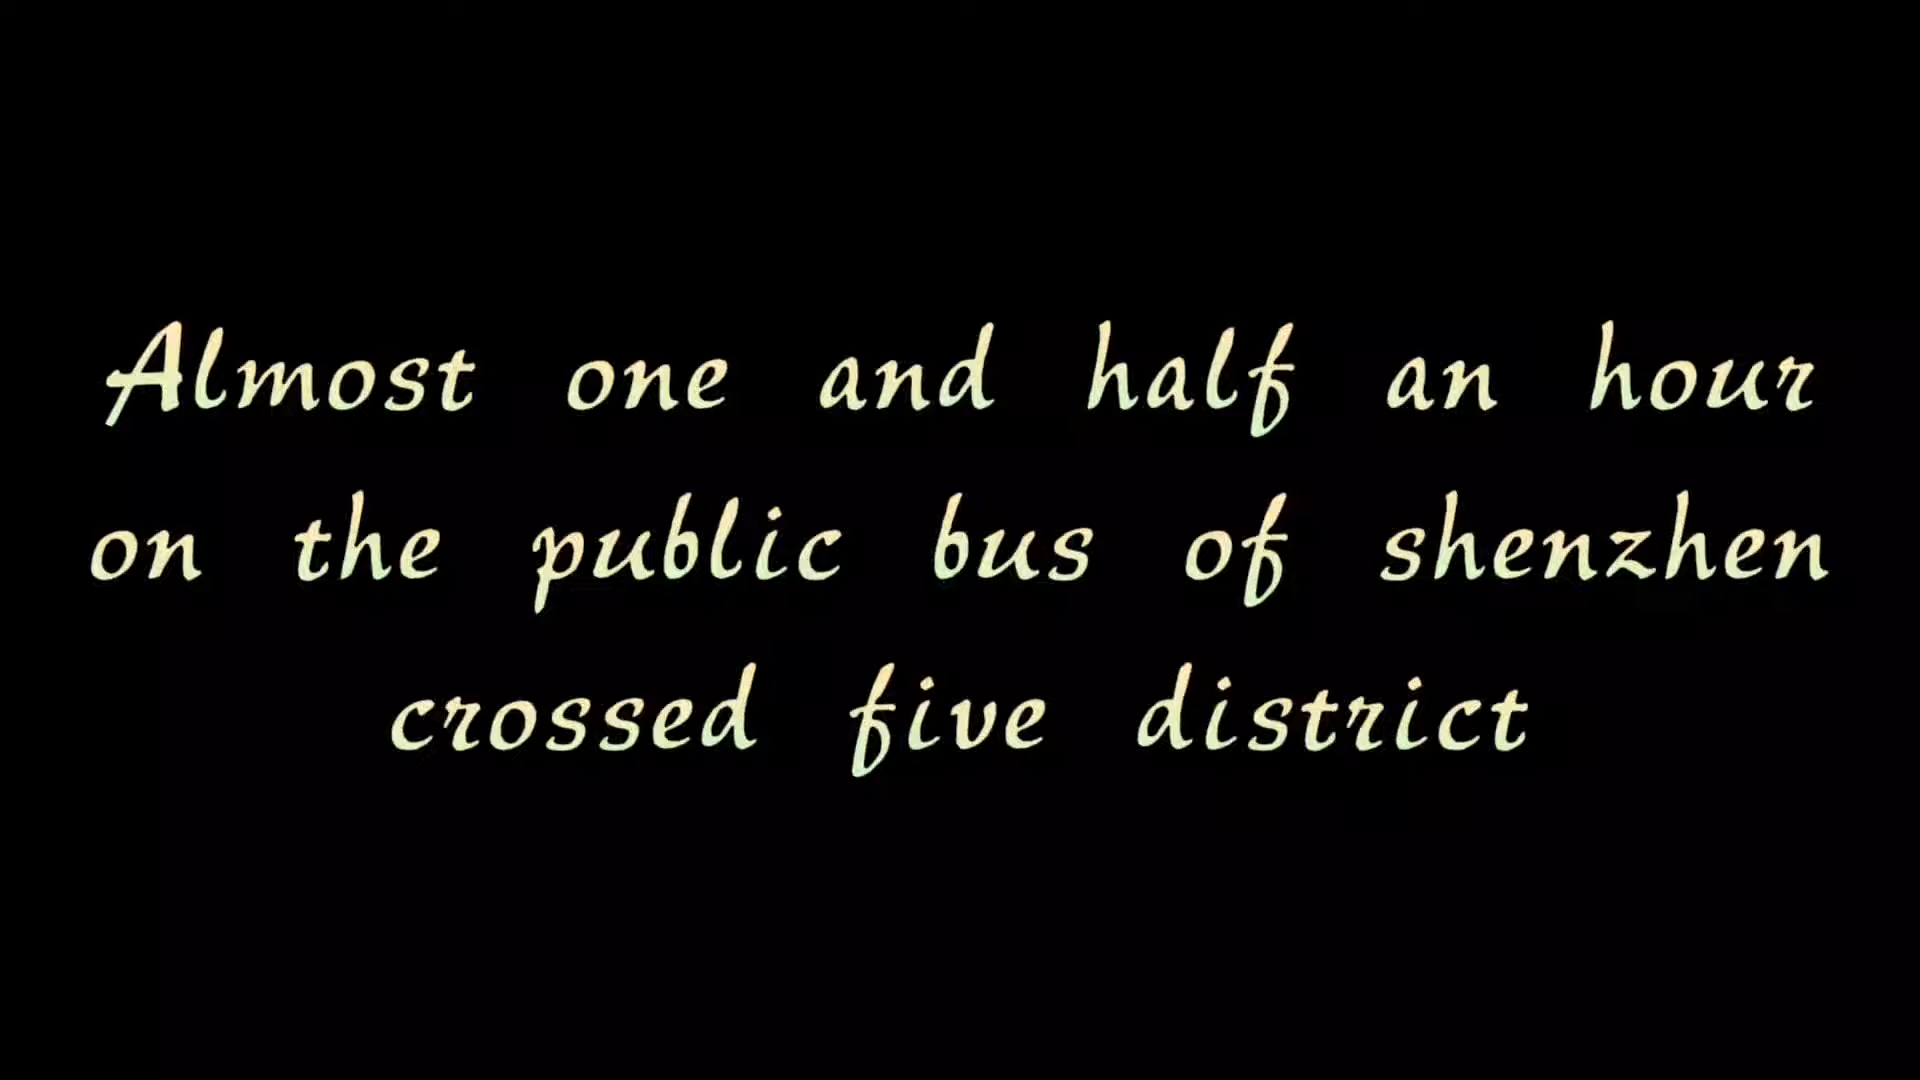 Almost one and half an hour
on the public bus of shenzhen
crossed five district